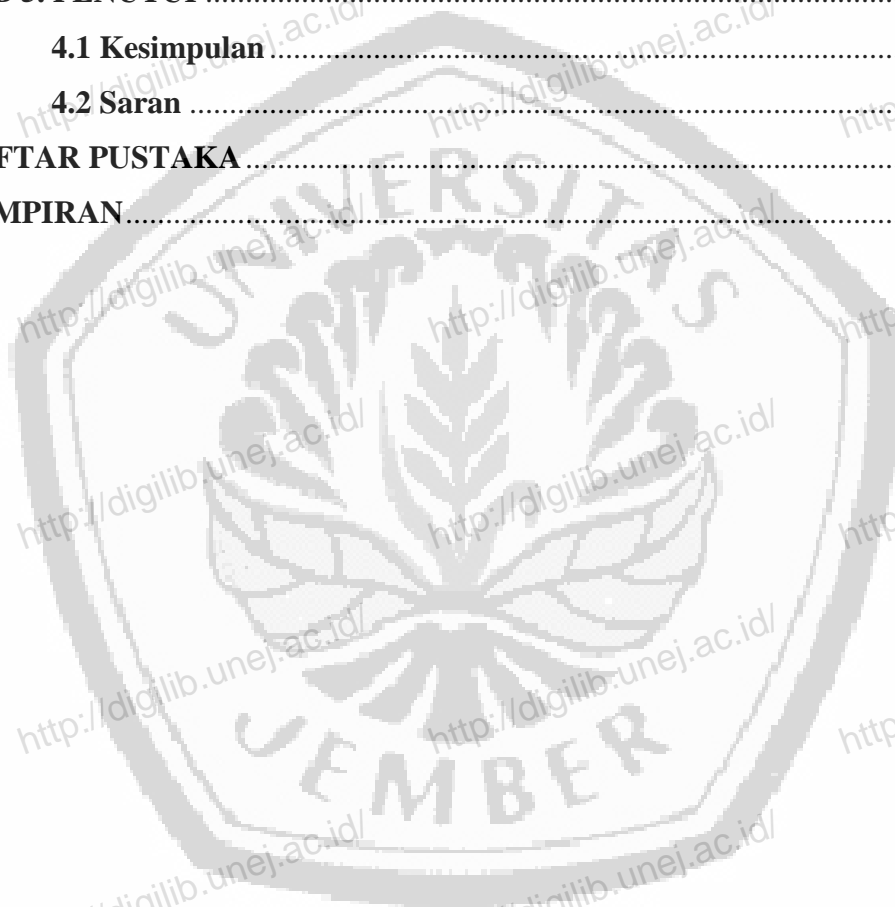 5. PENUTUP
4.1 Kesimpulan
4.2 Saran
FTAR PUSTAKA
MPIRAN
UNIVERSITAS
JEMBER
http://digilib.unej.ac.id/
http://digilib.unej.ac.id/
http
http://digilib.unej.ac.id/
http://digilib.unej.ac.id/
http
http://digilib.unej.ac.id/
http://digilib.unej.ac.id/
http
http://digilib.unej.ac.id/
http://digilib.unej.ac.id/
http
digilib.unej.ac.id/
digilib.unej.ac.id/